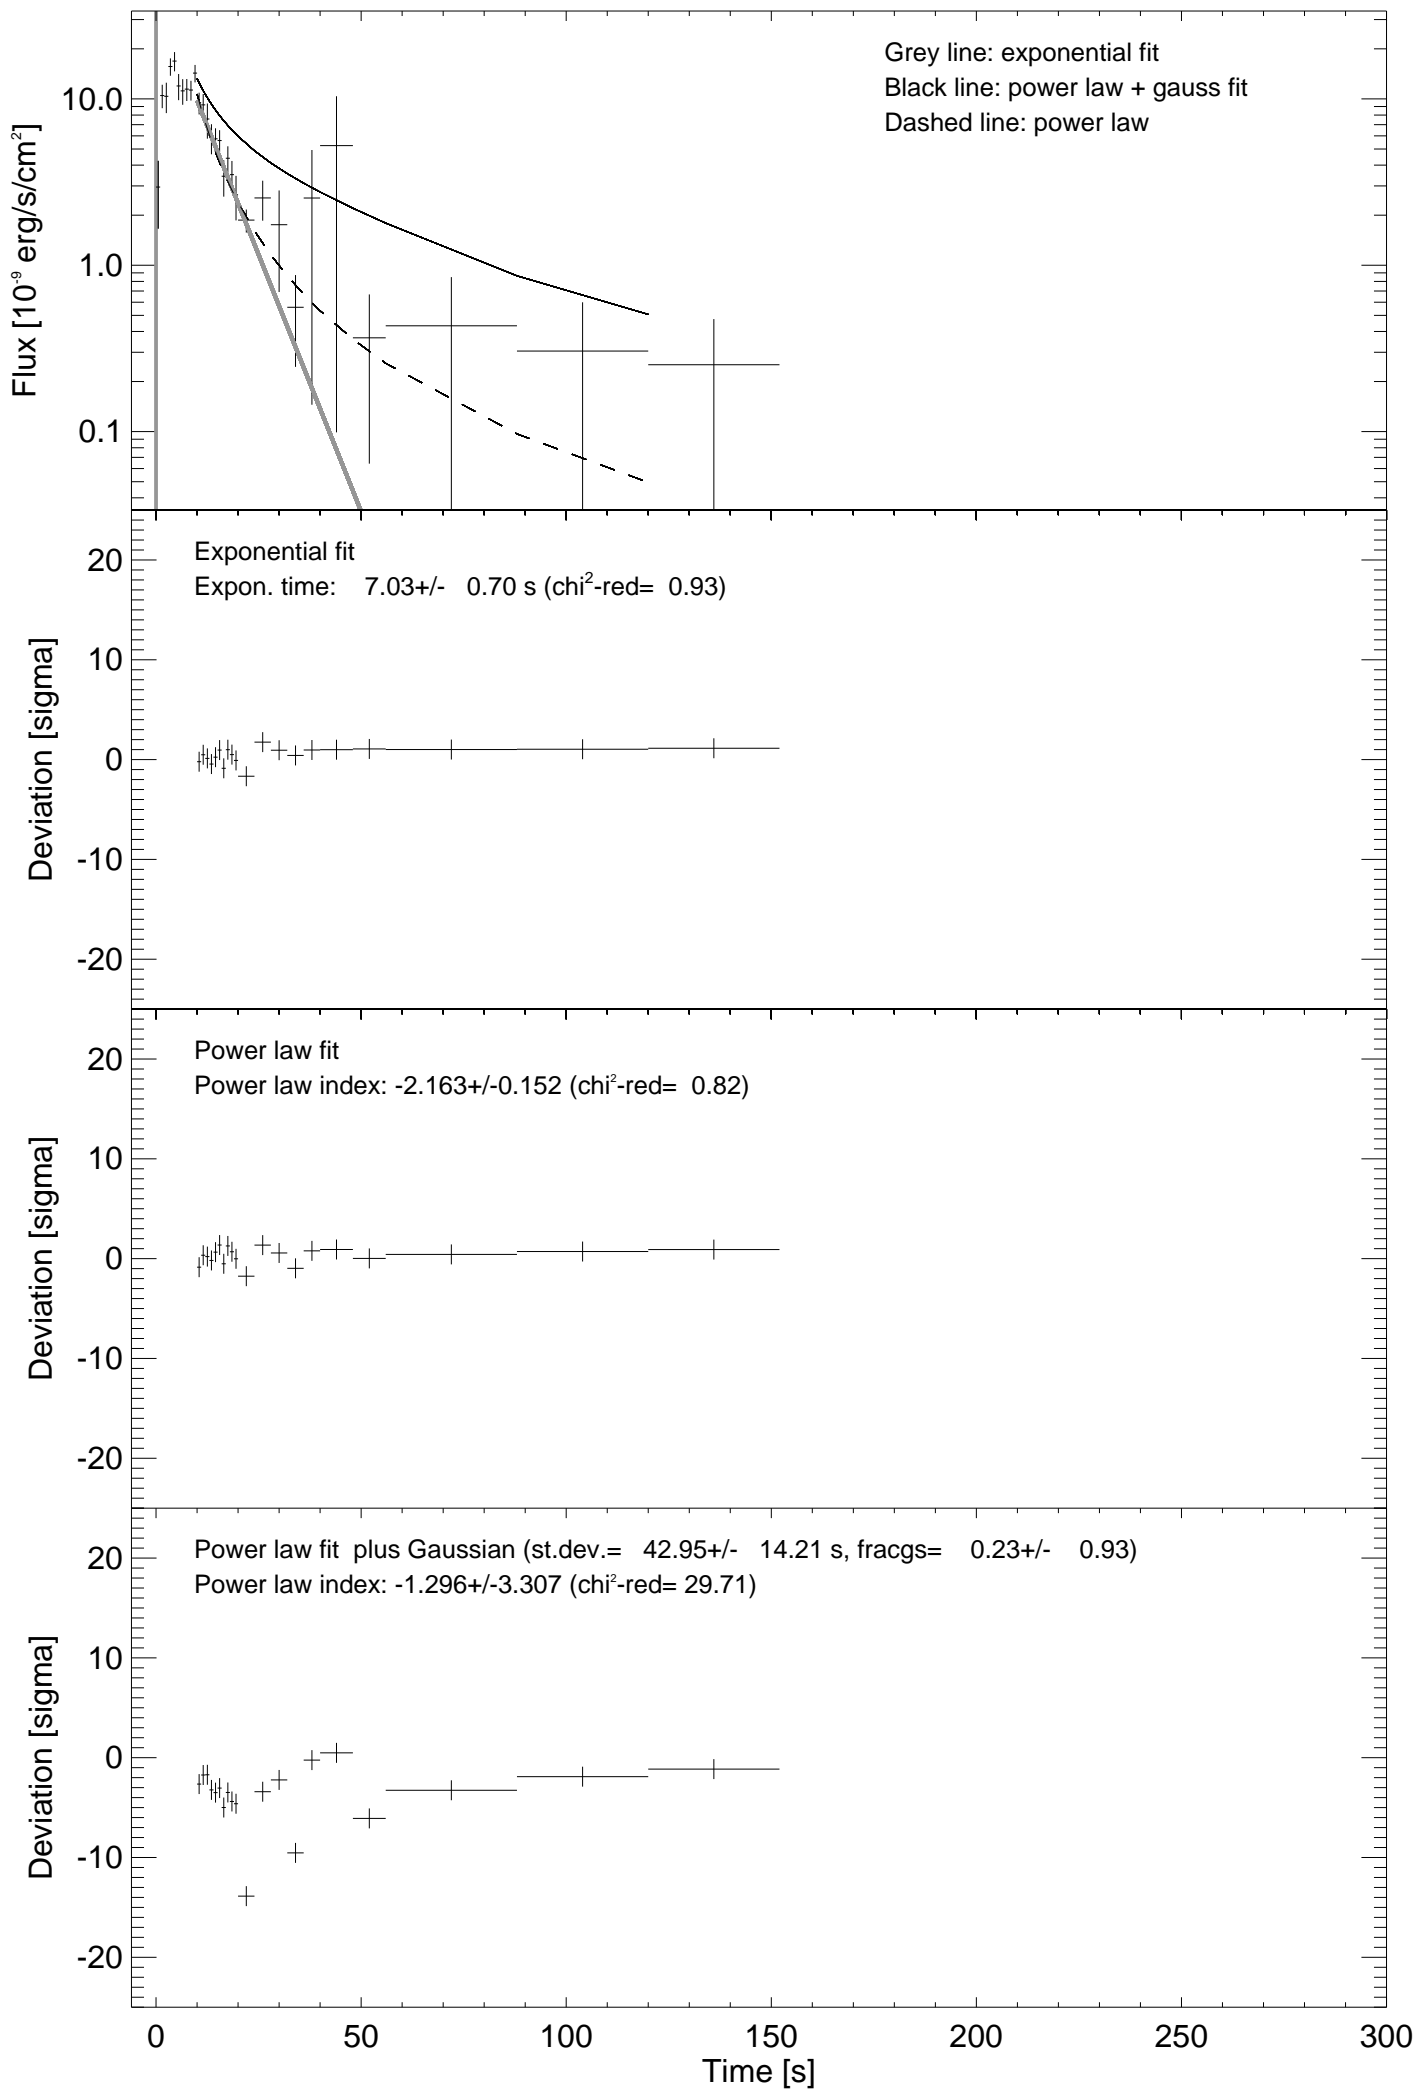 Grey line: exponential fit
Black line: power law + gauss fit
Dashed line: power law
10.0
1.0
0.1
Flux [10⁻⁹ erg/s/cm²]
Exponential fit
Expon. time: 7.03+/- 0.70 s (chi²-red= 0.93)
20
10
0
-10
-20
Deviation [sigma]
Power law fit
Power law index: -2.163+/-0.152 (chi²-red= 0.82)
20
10
0
-10
-20
Deviation [sigma]
Power law fit plus Gaussian (st.dev.= 42.95+/- 14.21 s, fracgs= 0.23+/- 0.93)
Power law index: -1.296+/-3.307 (chi²-red= 29.71)
20
10
0
-10
-20
Deviation [sigma]
0 50 100 150 200 250 300
Time [s]